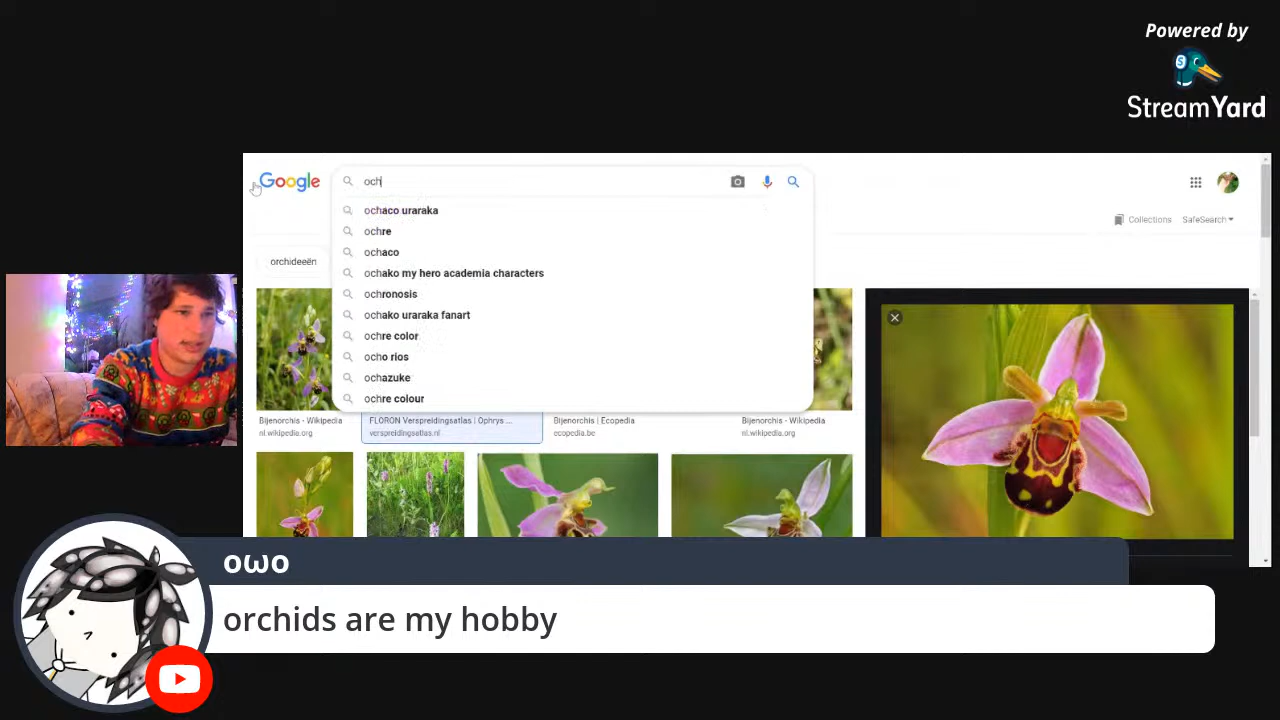 Powered by
StreamYard
Google
och
ochaco uraraka
ochre
ochaco
ochako my hero academia characters
ochronosis
ochako uraraka fanart
ochre color
ocho rios
ochazuke
ochre colour
Collections
SafeSearch
orchideeën
Bijenorchis - Wikipedia
nl.wikipedia.org
FLORON Verspreidingsatlas | Ophrys ...
verspreidingsatlas.nl
Bijenorchis | Ecopedia
ecopedia.be
Bijenorchis - Wikipedia
nl.wikipedia.org
οωο
orchids are my hobby